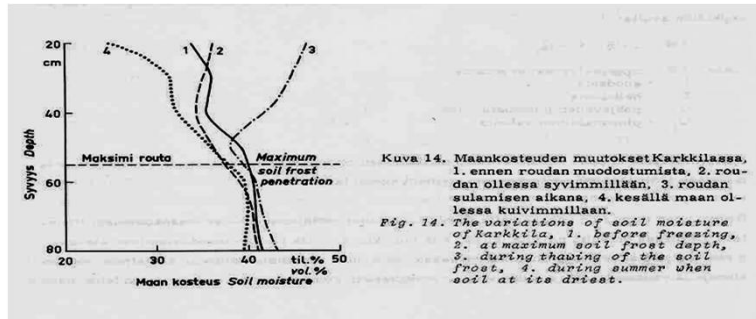 20
cm
40
60
80
Syvyys Depth
4
1
2
3
Maksimi routa
Maximum
soil frost
penetration
til.%
vol.%
20
30
40
50
Maan kosteus Soil moisture
Kuva 14. Maankosteuden muutokset Karkkilassa,
1. ennen roudan muodostumista, 2. rou-
dan ollessa syvimmillään, 3. roudan
sulamisen aikana, 4. kesällä maan ol-
lessa kuivimmillaan.
Fig. 14. The variations of soil moisture
of Karkkila, 1. before freezing,
2. at maximum soil frost depth,
3. during thawing of the soil
frost, 4. during summer when
soil at its driest.